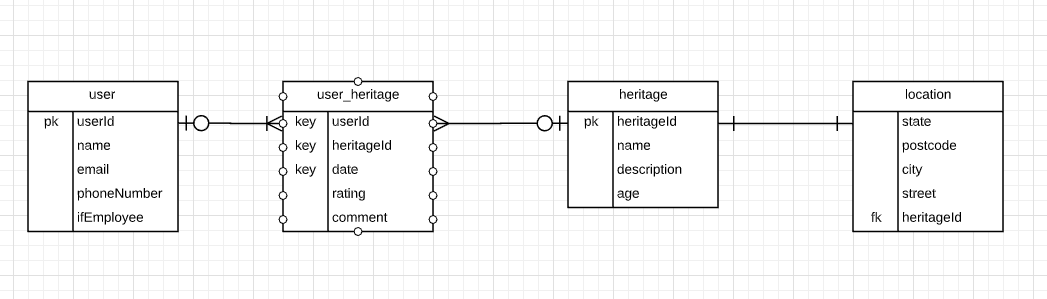 user
pk userId
name
email
phoneNumber
ifEmployee
user_heritage
key userId
key heritageId
key date
rating
comment
heritage
pk heritageId
name
description
age
location
state
postcode
city
street
fk heritageId